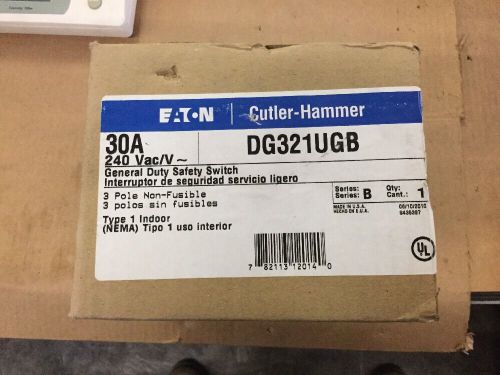 EATON
Cutler-Hammer
30A
240 Vac/V~
DG321UGB
General Duty Safety Switch
Interruptor de seguridad servicio ligero
3 Pole Non-Fusible
3 polos sin fusibles
Series: Serie: B
Qty: Cant.: 1
MADE IN U.S.A.
HECHO EN E.U.A.
Type 1 Indoor
(NEMA) Tipo 1 uso interior
UL
7 82113 12014 0